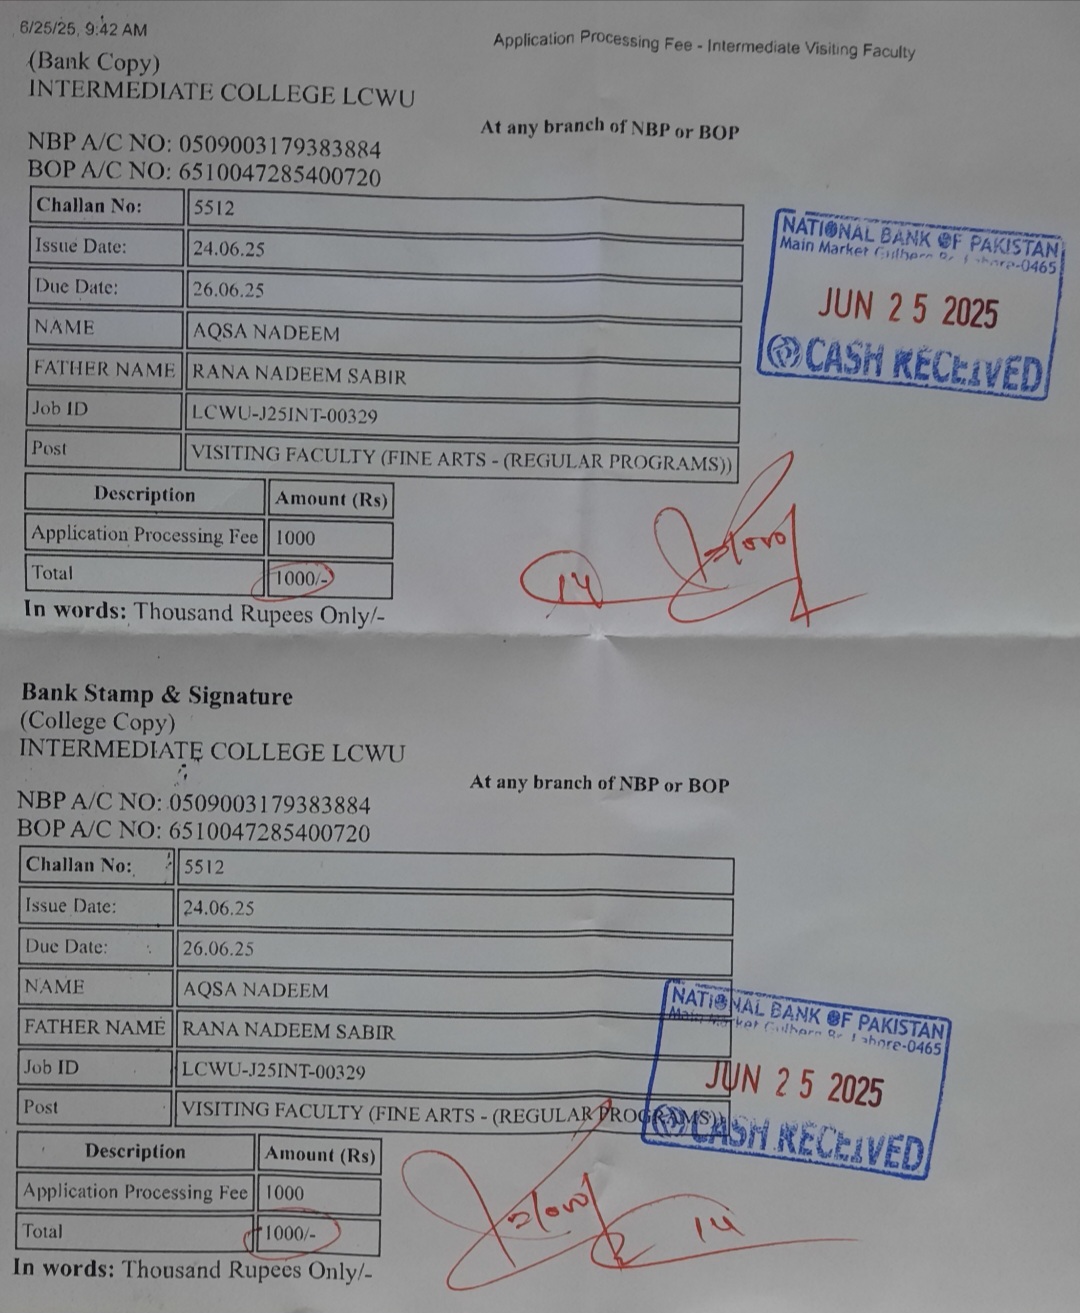 6/25/25, 9:42 AM
Application Processing Fee - Intermediate Visiting Faculty
(Bank Copy)
INTERMEDIATE COLLEGE LCWU
At any branch of NBP or BOP
NBP A/C NO: 0509003179383884
BOP A/C NO: 6510047285400720
Challan No: 5512
Issue Date: 24.06.25
Due Date: 26.06.25
NAME AQSA NADEEM
FATHER NAME RANA NADEEM SABIR
Job ID LCWU-J25INT-00329
Post VISITING FACULTY (FINE ARTS - (REGULAR PROGRAMS))
NATIONAL BANK OF PAKISTAN
Main Market -0465
JUN 25 2025
CASH RECEIVED
Description Amount (Rs)
Application Processing Fee 1000
Total 1000/-
14
In words: Thousand Rupees Only/-
Bank Stamp & Signature
(College Copy)
INTERMEDIATE COLLEGE LCWU
At any branch of NBP or BOP
NBP A/C NO: 0509003179383884
BOP A/C NO: 6510047285400720
Challan No: 5512
Issue Date: 24.06.25
Due Date: 26.06.25
NAME AQSA NADEEM
FATHER NAME RANA NADEEM SABIR
Job ID LCWU-J25INT-00329
Post VISITING FACULTY (FINE ARTS - (REGULAR PROGRAMS))
NATIONAL BANK OF PAKISTAN
Main Market -0465
JUN 25 2025
CASH RECEIVED
Description Amount (Rs)
Application Processing Fee 1000
Total 1000/-
14
In words: Thousand Rupees Only/-